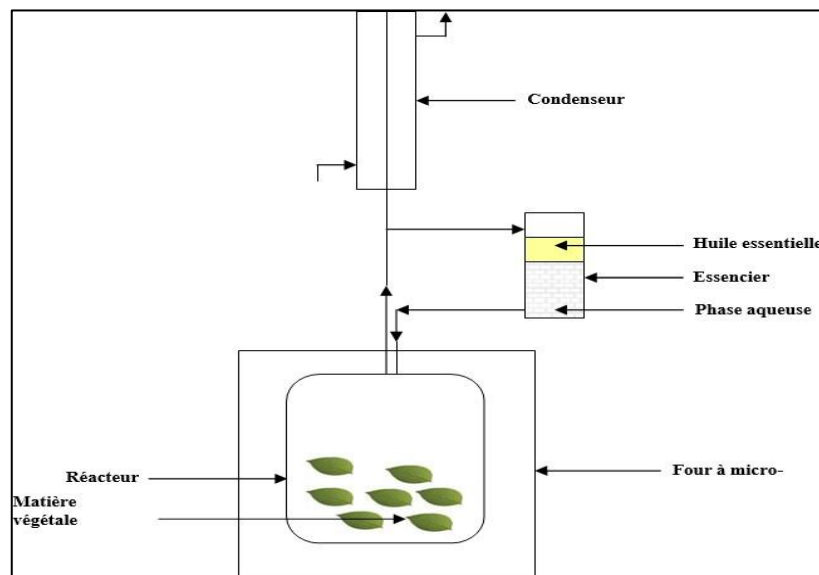 Condenseur
Huile essentielle
Essencier
Phase aqueuse
Réacteur
Four à micro-
Matière
végétale